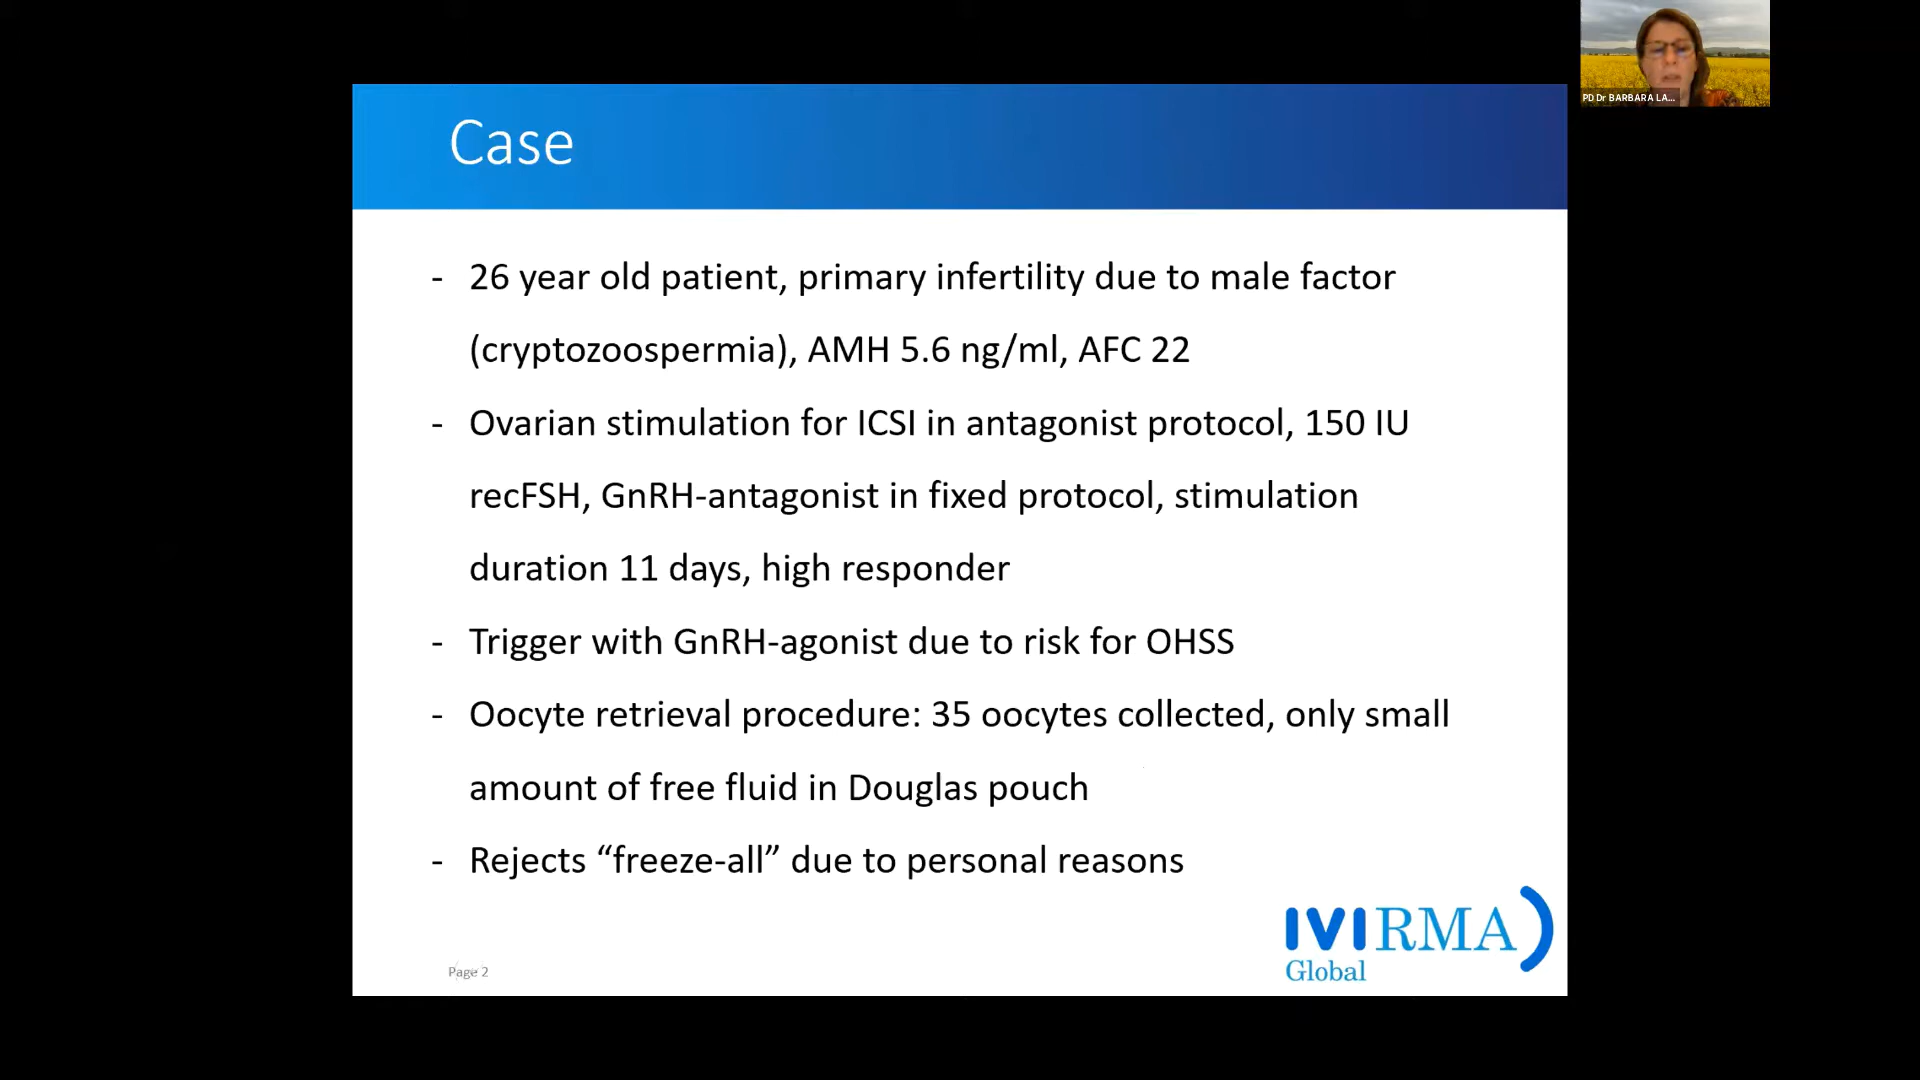 PD Dr BARBARA LA...
Case
- 26 year old patient, primary infertility due to male factor
(cryptozoospermia), AMH 5.6 ng/ml, AFC 22
- Ovarian stimulation for ICSI in antagonist protocol, 150 IU
recFSH, GnRH-antagonist in fixed protocol, stimulation
duration 11 days, high responder
- Trigger with GnRH-agonist due to risk for OHSS
- Oocyte retrieval procedure: 35 oocytes collected, only small
amount of free fluid in Douglas pouch
- Rejects “freeze-all” due to personal reasons
IVIRMA
Global
Page 2